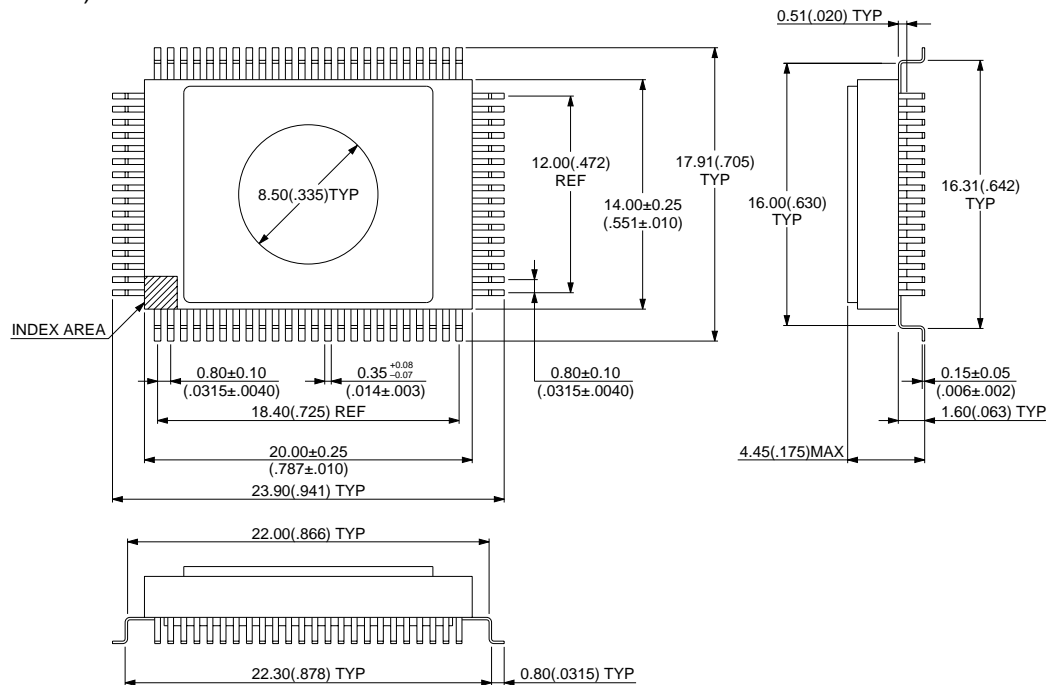 0.51(.020) TYP
8.50(.335)TYP
12.00(.472)
REF
17.91(.705)
TYP
14.00±0.25
(.551±.010)
16.00(.630)
TYP
16.31(.642)
TYP
INDEX AREA
0.80±0.10
(.0315±.0040)
0.35 +0.08 –0.07
(.014±.003)
0.80±0.10
(.0315±.0040)
0.15±0.05
(.006±.002)
18.40(.725) REF
1.60(.063) TYP
20.00±0.25
(.787±.010)
4.45(.175)MAX
23.90(.941) TYP
22.00(.866) TYP
22.30(.878) TYP
0.80(.0315) TYP